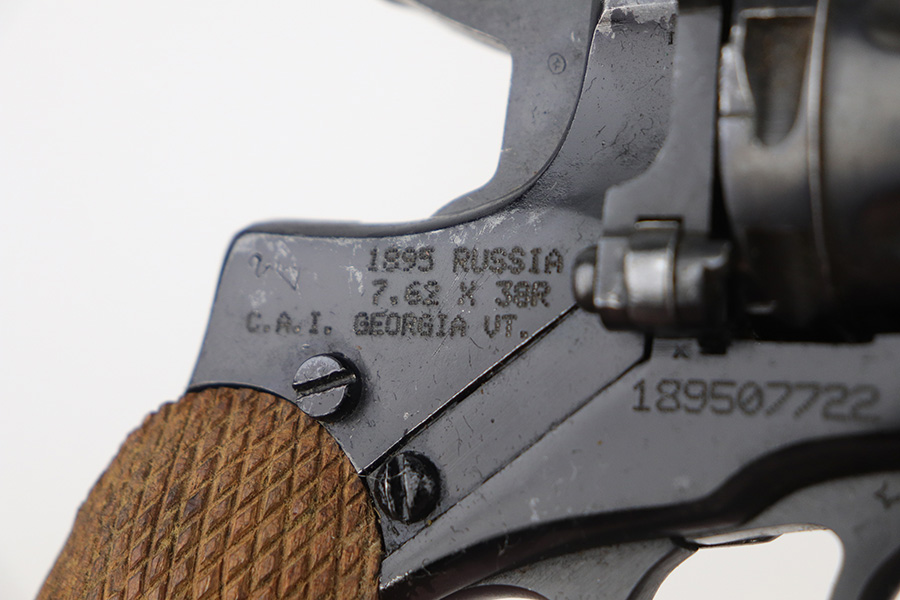 1895 RUSSIA
7.62 X 38R
C.A.I. GEORGIA VT.
189507722